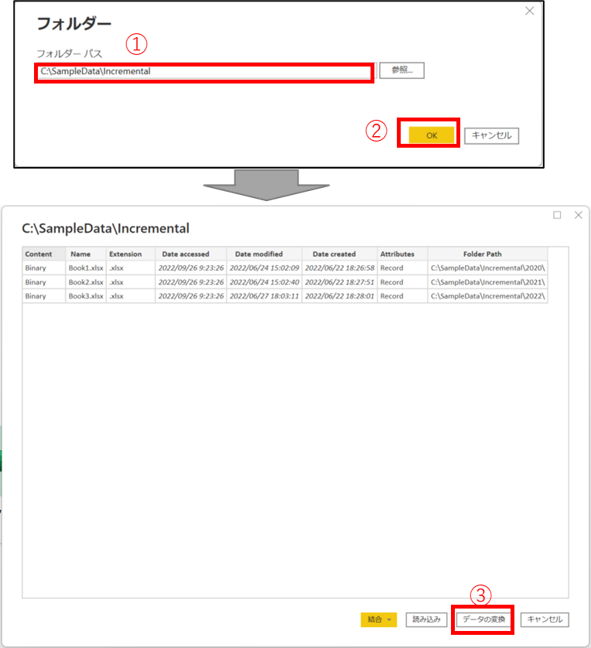 フォルダー
①
フォルダー パス
C:\SampleData\Incremental
参照...
②
OK
キャンセル
C:\SampleData\Incremental
Content Name Extension Date accessed Date modified Date created Attributes Folder Path
Binary Book1.xlsx .xlsx 2022/09/26 9:23:26 2022/06/24 15:02:09 2022/06/22 18:26:58 Record C:\SampleData\Incremental\2020\
Binary Book2.xlsx .xlsx 2022/09/26 9:23:26 2022/06/24 15:02:40 2022/06/22 18:27:51 Record C:\SampleData\Incremental\2021\
Binary Book3.xlsx .xlsx 2022/09/26 9:23:26 2022/06/27 18:03:11 2022/06/22 18:28:01 Record C:\SampleData\Incremental\2022\
③
結合 読み込み データの変換 キャンセル